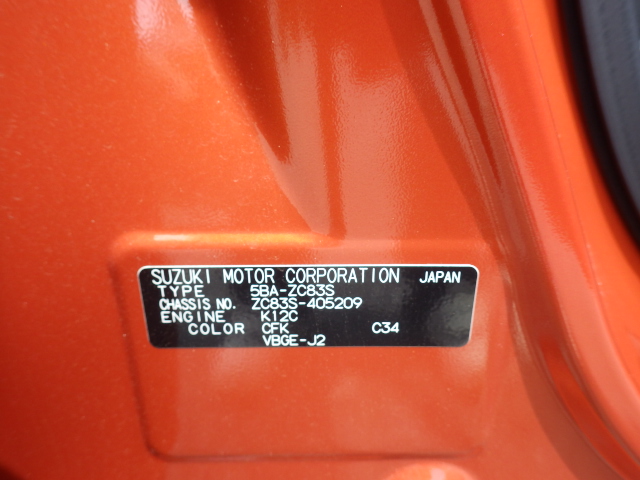 SUZUKI MOTOR CORPORATION JAPAN
TYPE 5BA-ZC83S
CHASSIS NO. ZC83S-405209
ENGINE K12C
COLOR CFK C34
VBGE-J2